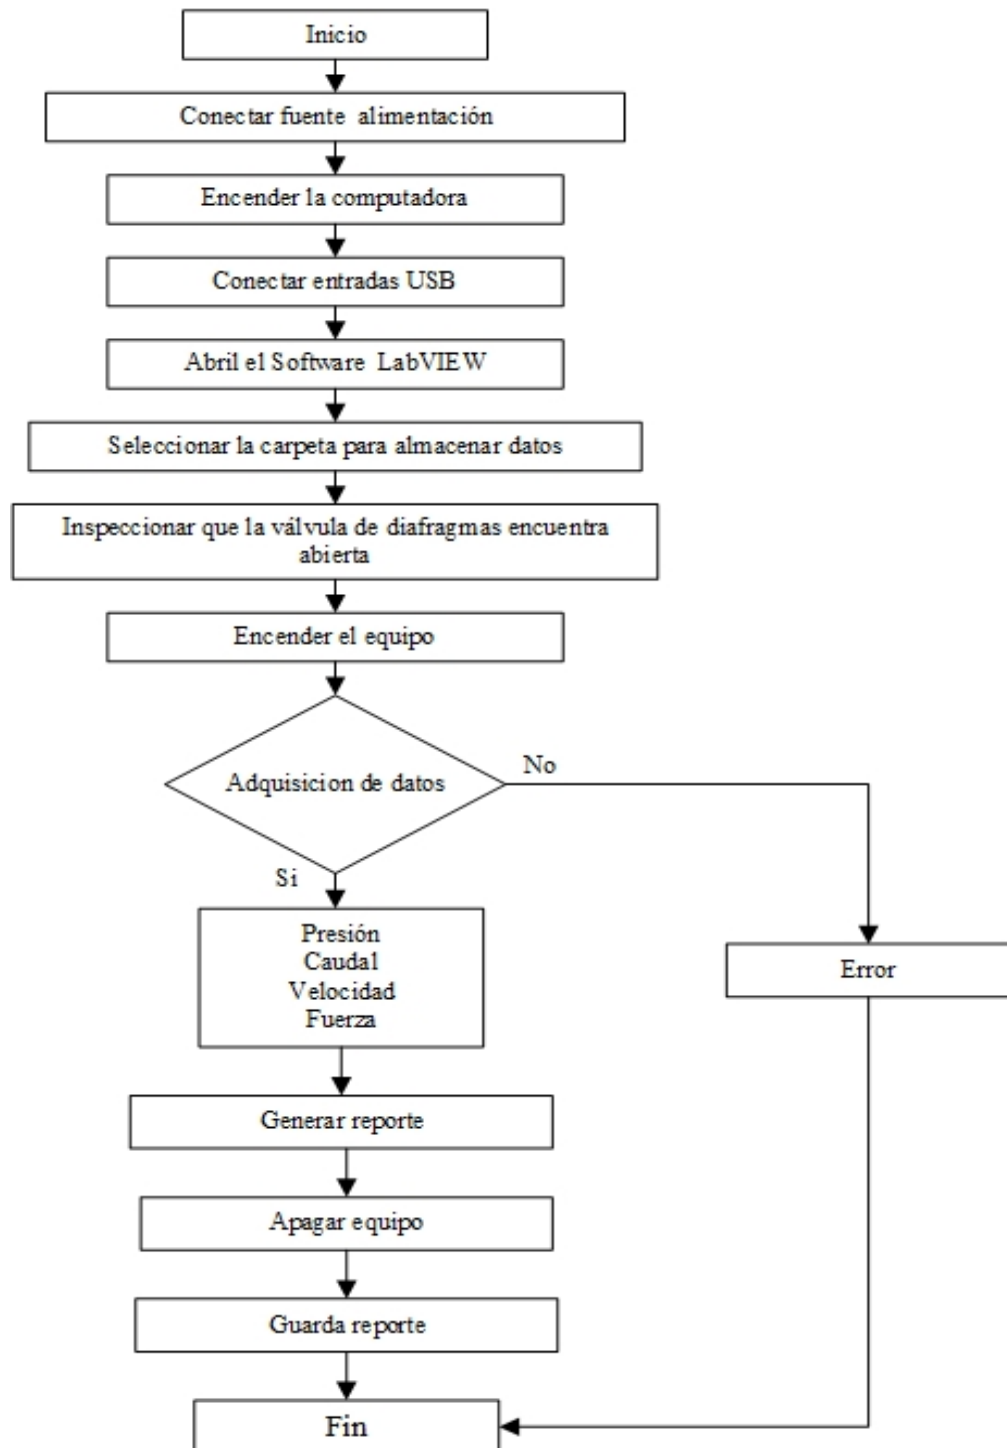 Inicio
Conectar fuente alimentación
Encender la computadora
Conectar entradas USB
Abril el Software LabVIEW
Seleccionar la carpeta para almacenar datos
Inspeccionar que la válvula de diafragmas encuentra
abierta
Encender el equipo
Adquisicion de datos
No
Si
Presión
Caudal
Velocidad
Fuerza
Error
Generar reporte
Apagar equipo
Guarda reporte
Fin